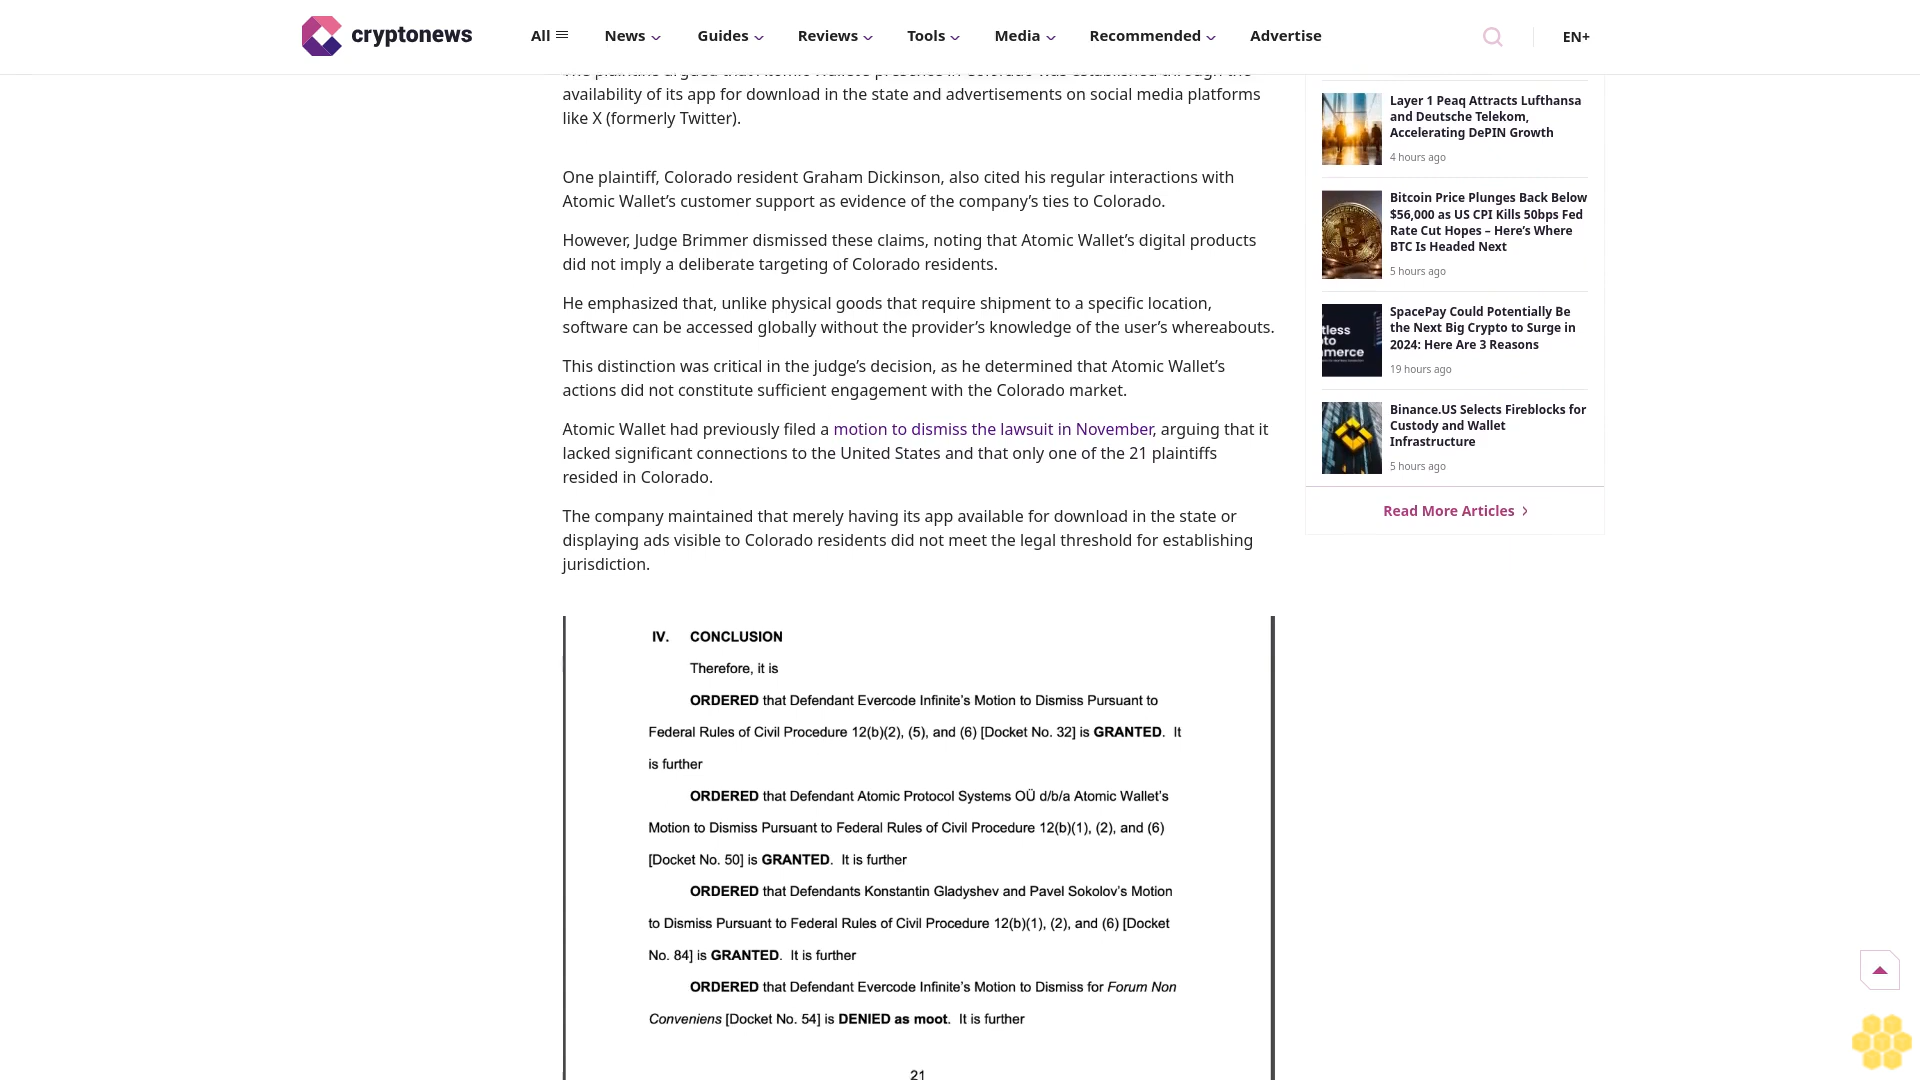 cryptonews
All
News
Guides
Reviews
Tools
Media
Recommended
Advertise
EN+
The plaintiffs argued that Atomic Wallet's presence in Colorado was established through the
availability of its app for download in the state and advertisements on social media platforms
like X (formerly Twitter).
One plaintiff, Colorado resident Graham Dickinson, also cited his regular interactions with
Atomic Wallet’s customer support as evidence of the company’s ties to Colorado.
However, Judge Brimmer dismissed these claims, noting that Atomic Wallet’s digital products
did not imply a deliberate targeting of Colorado residents.
He emphasized that, unlike physical goods that require shipment to a specific location,
software can be accessed globally without the provider’s knowledge of the user’s whereabouts.
This distinction was critical in the judge’s decision, as he determined that Atomic Wallet’s
actions did not constitute sufficient engagement with the Colorado market.
Atomic Wallet had previously filed a motion to dismiss the lawsuit in November, arguing that it
lacked significant connections to the United States and that only one of the 21 plaintiffs
resided in Colorado.
The company maintained that merely having its app available for download in the state or
displaying ads visible to Colorado residents did not meet the legal threshold for establishing
jurisdiction.
IV. CONCLUSION
Therefore, it is
ORDERED that Defendant Evercode Infinite’s Motion to Dismiss Pursuant to
Federal Rules of Civil Procedure 12(b)(2), (5), and (6) [Docket No. 32] is GRANTED. It
is further
ORDERED that Defendant Atomic Protocol Systems OÜ d/b/a Atomic Wallet’s
Motion to Dismiss Pursuant to Federal Rules of Civil Procedure 12(b)(1), (2), and (6)
[Docket No. 50] is GRANTED. It is further
ORDERED that Defendants Konstantin Gladyshev and Pavel Sokolov’s Motion
to Dismiss Pursuant to Federal Rules of Civil Procedure 12(b)(1), (2), and (6) [Docket
No. 84] is GRANTED. It is further
ORDERED that Defendant Evercode Infinite’s Motion to Dismiss for Forum Non
Conveniens [Docket No. 54] is DENIED as moot. It is further
21
Layer 1 Peaq Attracts Lufthansa
and Deutsche Telekom,
Accelerating DePIN Growth
4 hours ago
Bitcoin Price Plunges Back Below
$56,000 as US CPI Kills 50bps Fed
Rate Cut Hopes – Here’s Where
BTC Is Headed Next
5 hours ago
tless
pto
merce
SpacePay Could Potentially Be
the Next Big Crypto to Surge in
2024: Here Are 3 Reasons
19 hours ago
Binance.US Selects Fireblocks for
Custody and Wallet
Infrastructure
5 hours ago
Read More Articles